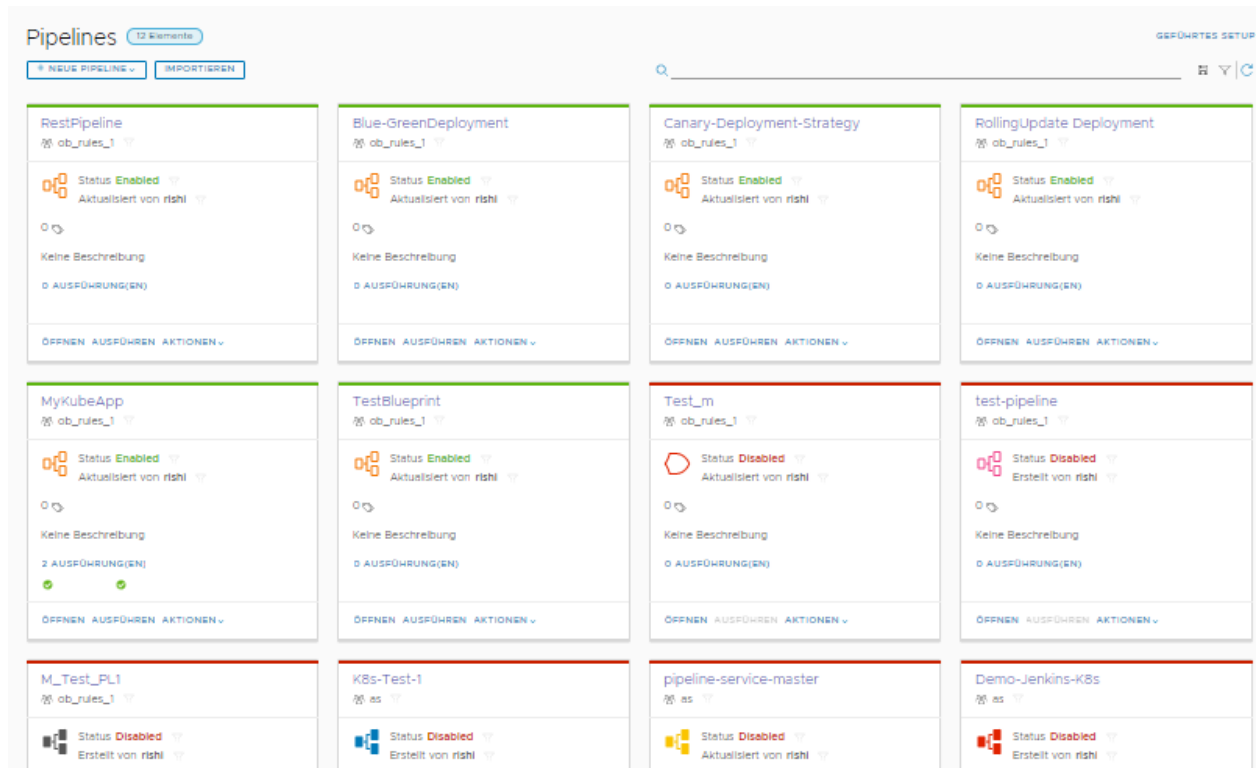 Pipelines 12 Elemente
GEFÜHRTES SETUP
+ NEUE PIPELINE IMPORTIEREN
RestPipeline
ob_rules_1
Status Enabled
Aktualisiert von rishi
0
Keine Beschreibung
0 AUSFÜHRUNG(EN)
ÖFFNEN AUSFÜHREN AKTIONEN
Blue-GreenDeployment
ob_rules_1
Status Enabled
Aktualisiert von rishi
0
Keine Beschreibung
0 AUSFÜHRUNG(EN)
ÖFFNEN AUSFÜHREN AKTIONEN
Canary-Deployment-Strategy
ob_rules_1
Status Enabled
Aktualisiert von rishi
0
Keine Beschreibung
0 AUSFÜHRUNG(EN)
ÖFFNEN AUSFÜHREN AKTIONEN
RollingUpdate Deployment
ob_rules_1
Status Enabled
Aktualisiert von rishi
0
Keine Beschreibung
0 AUSFÜHRUNG(EN)
ÖFFNEN AUSFÜHREN AKTIONEN
MyKubeApp
ob_rules_1
Status Enabled
Aktualisiert von rishi
0
Keine Beschreibung
2 AUSFÜHRUNG(EN)
ÖFFNEN AUSFÜHREN AKTIONEN
TestBlueprint
ob_rules_1
Status Enabled
Aktualisiert von rishi
0
Keine Beschreibung
0 AUSFÜHRUNG(EN)
ÖFFNEN AUSFÜHREN AKTIONEN
Test_m
ob_rules_1
Status Disabled
Aktualisiert von rishi
0
Keine Beschreibung
0 AUSFÜHRUNG(EN)
ÖFFNEN AUSFÜHREN AKTIONEN
test-pipeline
ob_rules_1
Status Disabled
Erstellt von rishi
0
Keine Beschreibung
0 AUSFÜHRUNG(EN)
ÖFFNEN AUSFÜHREN AKTIONEN
M_Test_PL1
ob_rules_1
Status Disabled
Erstellt von rishi
K8s-Test-1
as
Status Disabled
Erstellt von rishi
pipeline-service-master
as
Status Disabled
Aktualisiert von rishi
Demo-Jenkins-K8s
as
Status Disabled
Erstellt von rishi